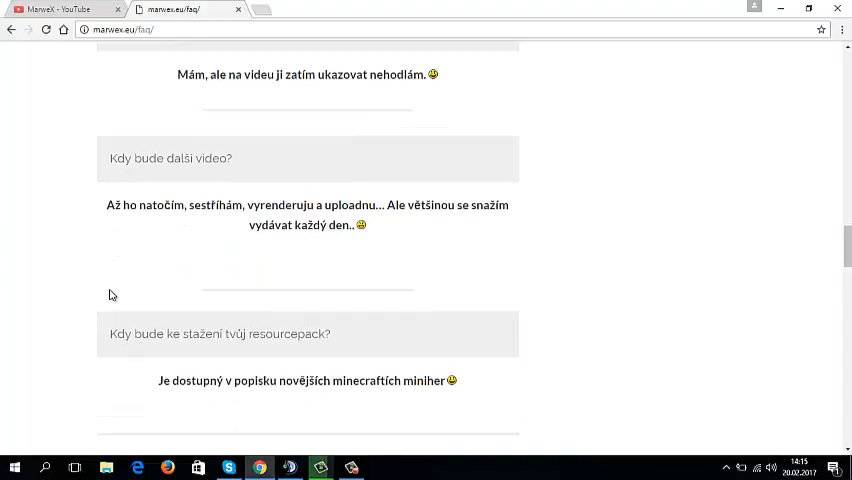 MarweX - YouTube
marwex.eu/faq/
marwex.eu/faq/
Mám, ale na videu ji zatím ukazovat nehodlám.
Kdy bude další video?
Až ho natočím, sestříhám, vyrenderuju a uploadnu... Ale většinou se snažím
vydávat každý den..
Kdy bude ke stažení tvůj resourcepack?
Je dostupný v popisku novějších minecraftích miniher
14:15
20.02.2017